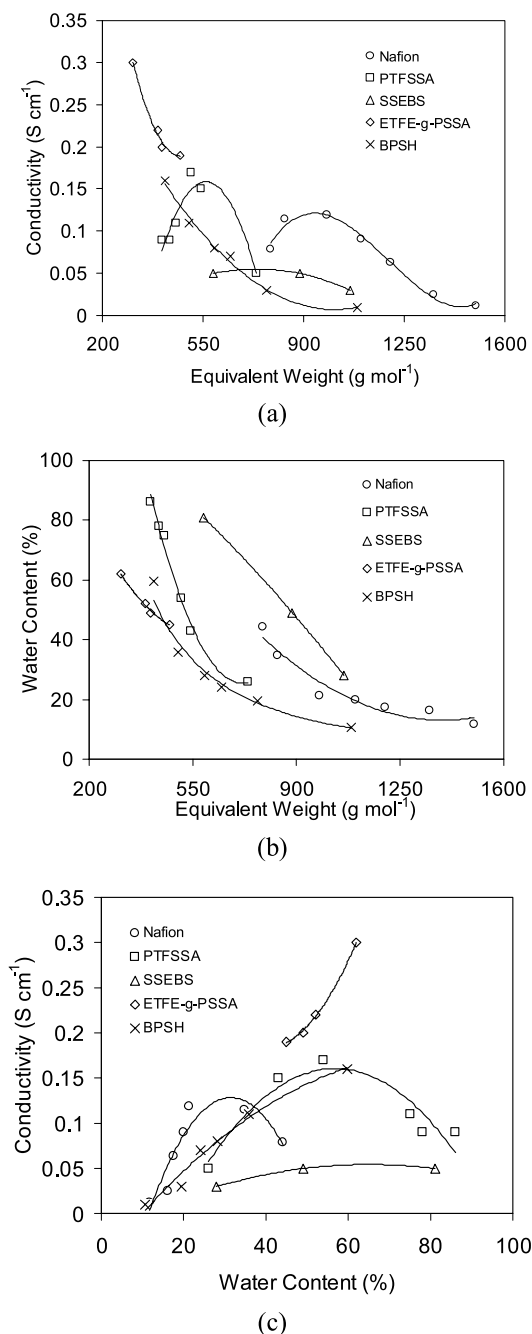 0.35
0.3
0.25
0.2
0.15
0.1
0.05
0
Conductivity (S cm⁻¹)
Nafion
PTFSSA
SSEBS
ETFE-g-PSSA
BPSH
200 550 900 1250 1600
Equivalent Weight (g mol⁻¹)
(a)
100
80
60
40
20
0
Water Content (%)
Nafion
PTFSSA
SSEBS
ETFE-g-PSSA
BPSH
200 550 900 1250 1600
Equivalent Weight (g mol⁻¹)
(b)
0.35
0.3
0.25
0.2
0.15
0.1
0.05
0
Conductivity (S cm⁻¹)
Nafion
PTFSSA
SSEBS
ETFE-g-PSSA
BPSH
0 20 40 60 80 100
Water Content (%)
(c)